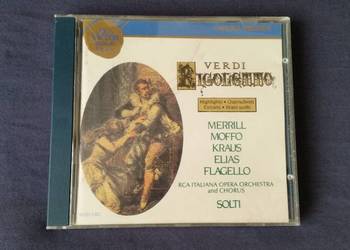 VERDI
RIGOLETTO
Highlights • Querschnitt
Extraits • Brani scelti
MERRILL
MOFFO
KRAUS
ELIAS
FLAGELLO
RCA ITALIANA OPERA ORCHESTRA
and CHORUS
SOLTI